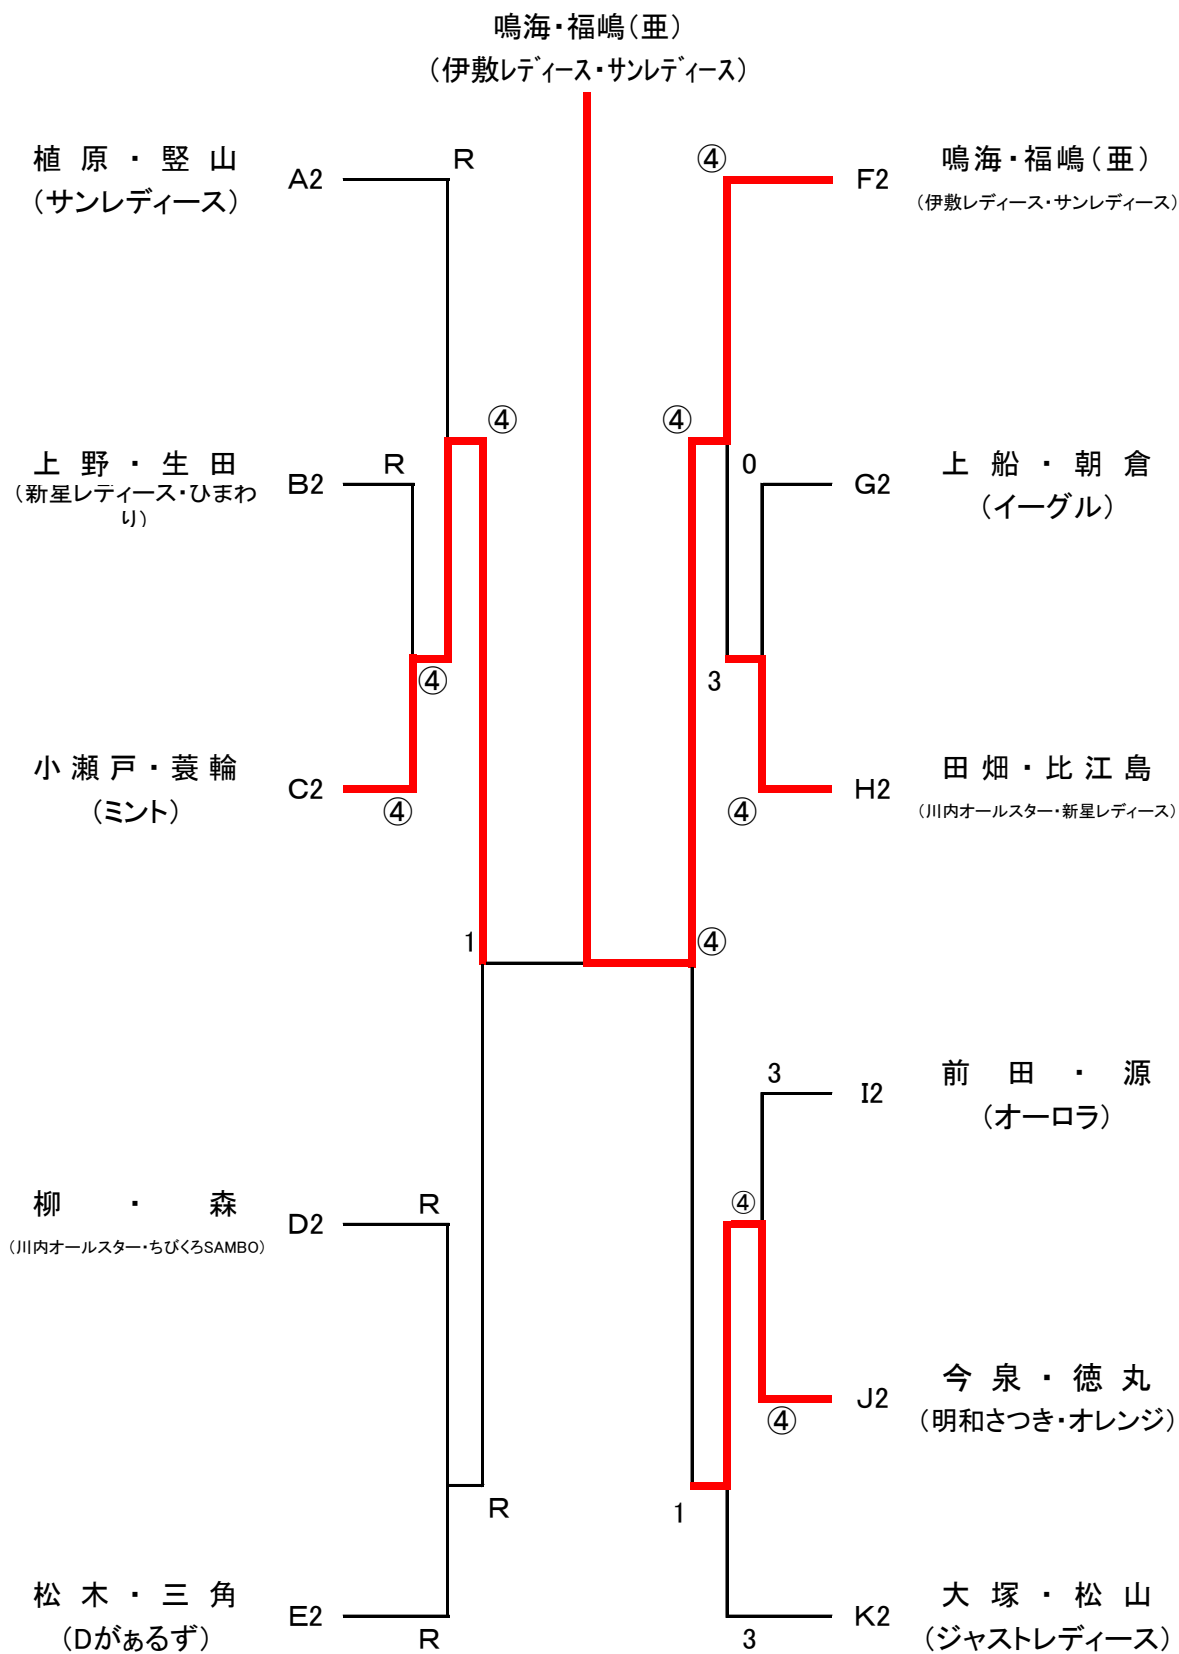 鳴海・福嶋(亜)
(伊敷レディース・サンレディース)
植原・竪山
(サンレディース)
A2
R
④
F2
鳴海・福嶋(亜)
(伊敷レディース・サンレディース)
④
④
上野・生田
(新星レディース・ひまわ
り)
B2
R
0
G2
上船・朝倉
(イーグル)
④
3
小瀬戸・蓑輪
(ミント)
C2
④
④
H2
田畑・比江島
(川内オールスター・新星レディース)
1
④
3
I2
前田・源
(オーロラ)
柳・森
(川内オールスター・ちびくろSAMBO)
D2
R
④
J2
今泉・徳丸
(明和さつき・オレンジ)
④
R
1
松木・三角
(Dがぁるず)
E2
R
3
K2
大塚・松山
(ジャストレディース)